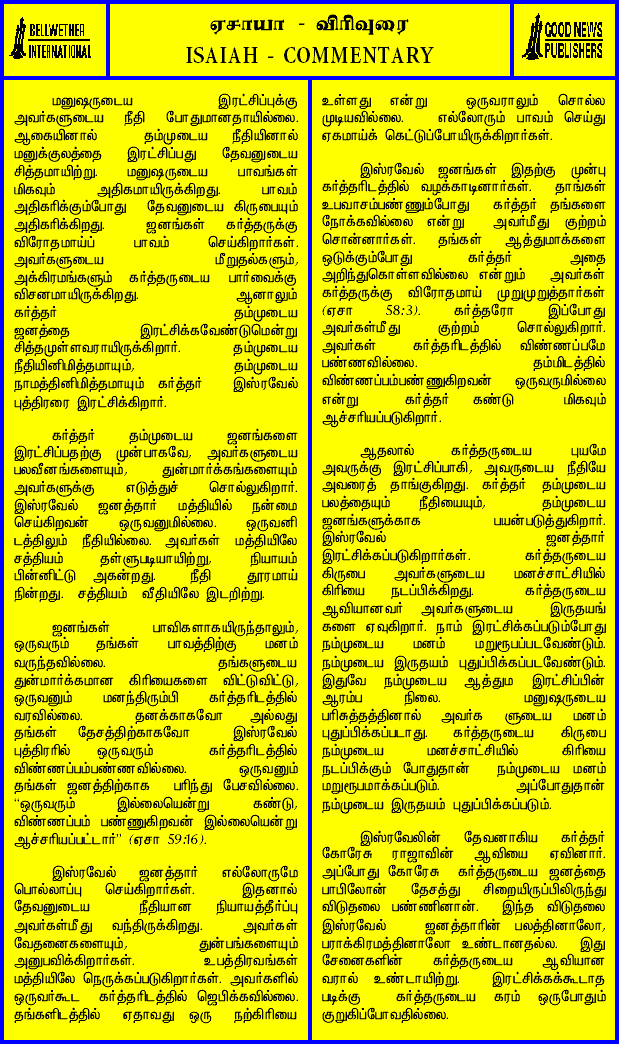 BELLWETHER
INTERNATIONAL
ஏசாயா - விரிவுரை
ISAIAH - COMMENTARY
GOOD NEWS
PUBLISHERS
மனுஷருடைய இரட்சிப்புக்கு
அவர்களுடைய நீதி போதுமானதாயில்லை.
ஆகையினால் தம்முடைய நீதியினால்
மனுக்குலத்தை இரட்சிப்பது தேவனுடைய
சித்தமாயிற்று. மனுஷருடைய பாவங்கள்
மிகவும் அதிகமாயிருக்கிறது. பாவம்
அதிகரிக்கும்போது தேவனுடைய கிருபையும்
அதிகரிக்கிறது. ஜனங்கள் கர்த்தருக்கு
விரோதமாய்ப் பாவம் செய்கிறார்கள்.
அவர்களுடைய மீறுதல்களும்,
அக்கிரமங்களும் கர்த்தருடைய பார்வைக்கு
விசனமாயிருக்கிறது. ஆனாலும்
கர்த்தர் தம்முடைய
ஜனத்தை இரட்சிக்கவேண்டுமென்று
சித்தமுள்ளவராயிருக்கிறார். தம்முடைய
நீதியினிமித்தமாயும், தம்முடைய
நாமத்தினிமித்தமாயும் கர்த்தர் இஸ்ரவேல்
புத்திரரை இரட்சிக்கிறார்.
கர்த்தர் தம்முடைய ஜனங்களை
இரட்சிப்பதற்கு முன்பாகவே, அவர்களுடைய
பலவீனங்களையும், துன்மார்க்கங்களையும்
அவர்களுக்கு எடுத்துச் சொல்லுகிறார்.
இஸ்ரவேல் ஜனத்தார் மத்தியில் நன்மை
செய்கிறவன் ஒருவனுமில்லை. ஒருவனி
டத்திலும் நீதியில்லை. அவர்கள் மத்தியிலே
சத்தியம் தள்ளுபடியாயிற்று, நியாயம்
பின்னிட்டு அகன்றது. நீதி தூரமாய்
நின்றது. சத்தியம் வீதியிலே இடறிற்று.
ஜனங்கள் பாவிகளாகயிருந்தாலும்,
ஒருவரும் தங்கள் பாவத்திற்கு மனம்
வருந்தவில்லை. தங்களுடைய
துன்மார்க்கமான கிரியைகளை விட்டுவிட்டு,
ஒருவனும் மனந்திரும்பி கர்த்தரிடத்தில்
வரவில்லை. தனக்காகவோ அல்லது
தங்கள் தேசத்திற்காகவோ இஸ்ரவேல்
புத்திரரில் ஒருவரும் கர்த்தரிடத்தில்
விண்ணப்பம்பண்ணவில்லை. ஒருவனும்
தங்கள் ஜனத்திற்காக பரிந்து பேசவில்லை.
“ஒருவரும் இல்லையென்று கண்டு,
விண்ணப்பம் பண்ணுகிறவன் இல்லையென்று
ஆச்சரியப்பட்டார்” (ஏசா 59:16).
இஸ்ரவேல் ஜனத்தார் எல்லோருமே
பொல்லாப்பு செய்கிறார்கள். இதனால்
தேவனுடைய நீதியான நியாயத்தீர்ப்பு
அவர்கள்மீது வந்திருக்கிறது. அவர்கள்
வேதனைகளையும், துன்பங்களையும்
அனுபவிக்கிறார்கள். உபத்திரவங்கள்
மத்தியிலே நெருக்கப்படுகிறார்கள். அவர்களில்
ஒருவர்கூட கர்த்தரிடத்தில் ஜெபிக்கவில்லை.
தங்களிடத்தில் ஏதாவது ஒரு நற்கிரியை
உள்ளது என்று ஒருவராலும் சொல்ல
முடியவில்லை. எல்லோரும் பாவம் செய்து
ஏகமாய்க் கெட்டுப்போயிருக்கிறார்கள்.
இஸ்ரவேல் ஜனங்கள் இதற்கு முன்பு
கர்த்தரிடத்தில் வழக்காடினார்கள். தாங்கள்
உபவாசம்பண்ணும்போது கர்த்தர் தங்களை
நோக்கவில்லை என்று அவர்மீது குற்றம்
சொன்னார்கள். தங்கள் ஆத்துமாக்களை
ஒடுக்கும்போது கர்த்தர் அதை
அறிந்துகொள்ளவில்லை என்றும் அவர்கள்
கர்த்தருக்கு விரோதமாய் முறுமுறுத்தார்கள்
(ஏசா 58:3). கர்த்தரோ இப்போது
அவர்கள்மீது குற்றம் சொல்லுகிறார்.
அவர்கள் கர்த்தரிடத்தில் விண்ணப்பமே
பண்ணவில்லை. தம்மிடத்தில்
விண்ணப்பம்பண்ணுகிறவன் ஒருவருமில்லை
என்று கர்த்தர் கண்டு மிகவும்
ஆச்சரியப்படுகிறார்.
ஆதலால் கர்த்தருடைய புயமே
அவருக்கு இரட்சிப்பாகி, அவருடைய நீதியே
அவரைத் தாங்குகிறது. கர்த்தர் தம்முடைய
பலத்தையும் நீதியையும், தம்முடைய
ஜனங்களுக்காக பயன்படுத்துகிறார்.
இஸ்ரவேல் ஜனத்தார்
இரட்சிக்கப்படுகிறார்கள். கர்த்தருடைய
கிருபை அவர்களுடைய மனச்சாட்சியில்
கிரியை நடப்பிக்கிறது. கர்த்தருடைய
ஆவியானவர் அவர்களுடைய இருதயங்
களை ஏவுகிறார். நாம் இரட்சிக்கப்படும்போது
நம்முடைய மனம் மறுரூபப்படவேண்டும்.
நம்முடைய இருதயம் புதுப்பிக்கப்படவேண்டும்.
இதுவே நம்முடைய ஆத்தும இரட்சிப்பின்
ஆரம்ப நிலை. மனுஷருடைய
பரிசுத்தத்தினால் அவர்க ளுடைய மனம்
புதுப்பிக்கப்படாது. கர்த்தருடைய கிருபை
நம்முடைய மனச்சாட்சியில் கிரியை
நடப்பிக்கும் போதுதான் நம்முடைய மனம்
மறுரூபமாக்கப்படும். அப்போதுதான்
நம்முடைய இருதயம் புதுப்பிக்கப்படும்.
இஸ்ரவேலின் தேவனாகிய கர்த்தர்
கோரேசு ராஜாவின் ஆவியை ஏவினார்.
அப்போது கோரேசு கர்த்தருடைய ஜனத்தை
பாபிலோன் தேசத்து சிறையிருப்பிலிருந்து
விடுதலை பண்ணினான். இந்த விடுதலை
இஸ்ரவேல் ஜனத்தாரின் பலத்தினாலோ,
பராக்கிரமத்தினாலோ உண்டானதல்ல. இது
சேனைகளின் கர்த்தருடைய ஆவியான
வரால் உண்டாயிற்று. இரட்சிக்கக்கூடாத
படிக்கு கர்த்தருடைய கரம் ஒருபோதும்
குறுகிப்போவதில்லை.